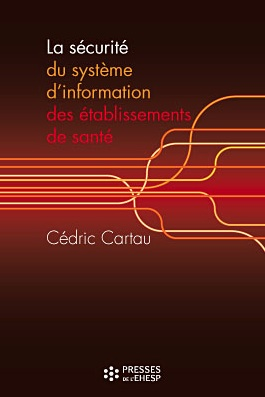 La sécurité
du système
d'information
des établissements
de santé
Cédric Cartau
PRESSES
DE L'EHESP